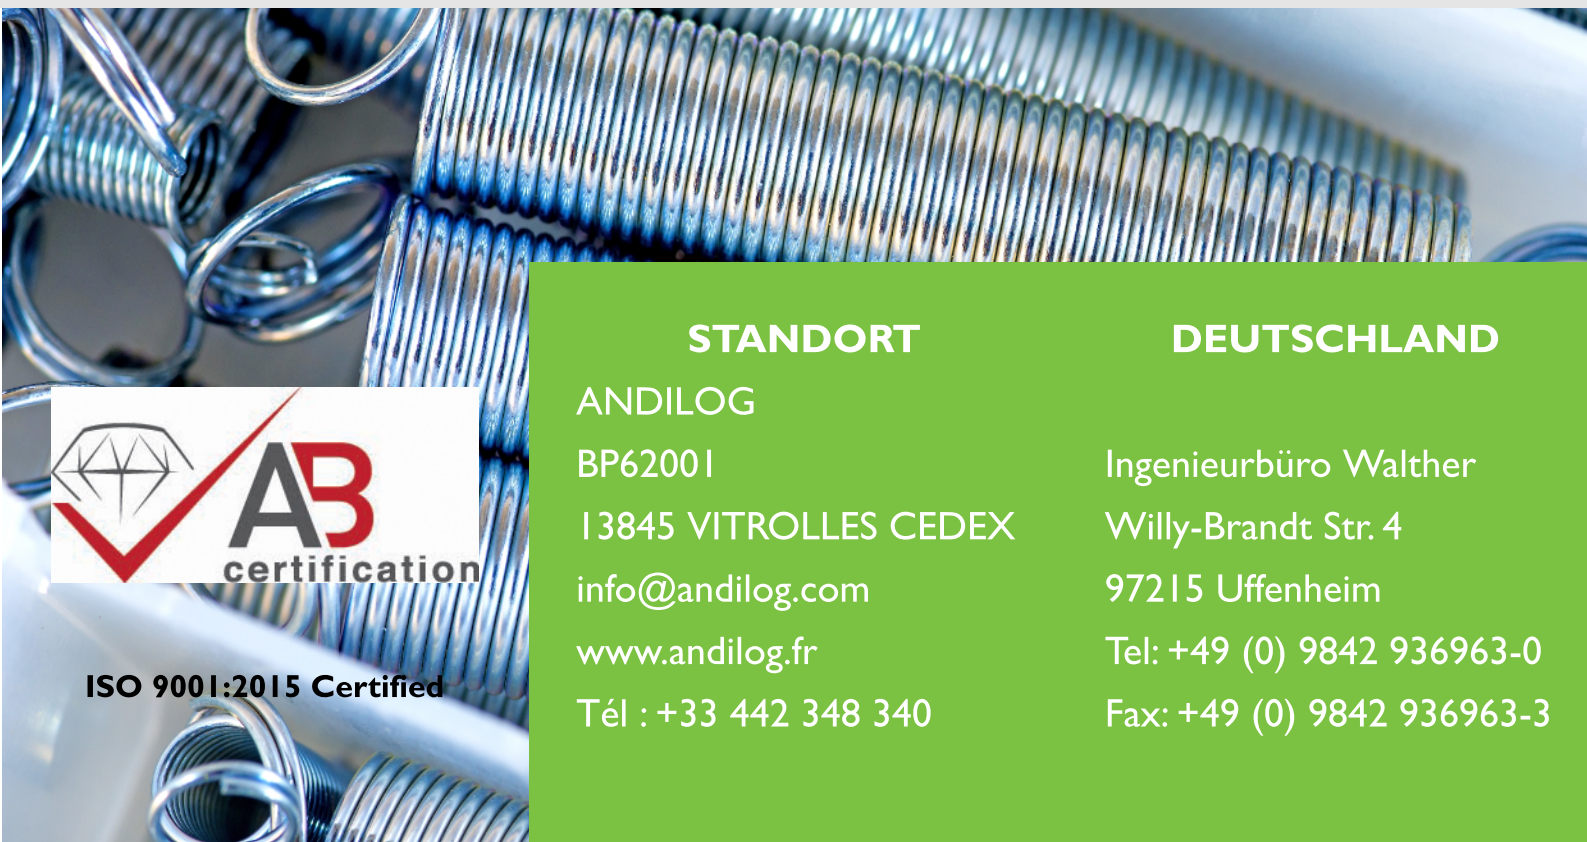 AB
certification
ISO 9001:2015 Certified
STANDORT
ANDILOG
BP62001
13845 VITROLLES CEDEX
info@andilog.com
www.andilog.fr
Tél : +33 442 348 340
DEUTSCHLAND
Ingenieurbüro Walther
Willy-Brandt Str. 4
97215 Uffenheim
Tel: +49 (0) 9842 936963-0
Fax: +49 (0) 9842 936963-3